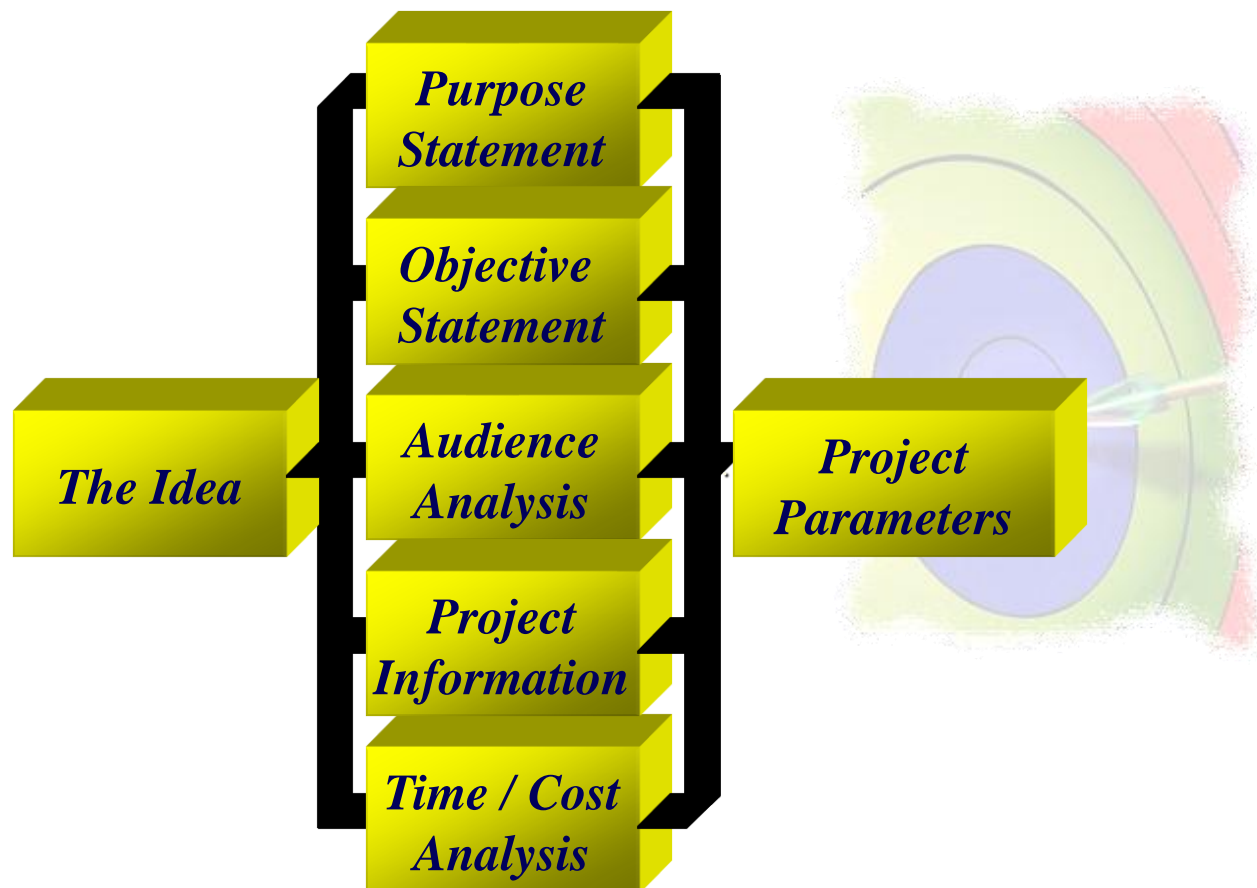 The Idea
Purpose
Statement
Objective
Statement
Audience
Analysis
Project
Information
Time / Cost
Analysis
Project
Parameters